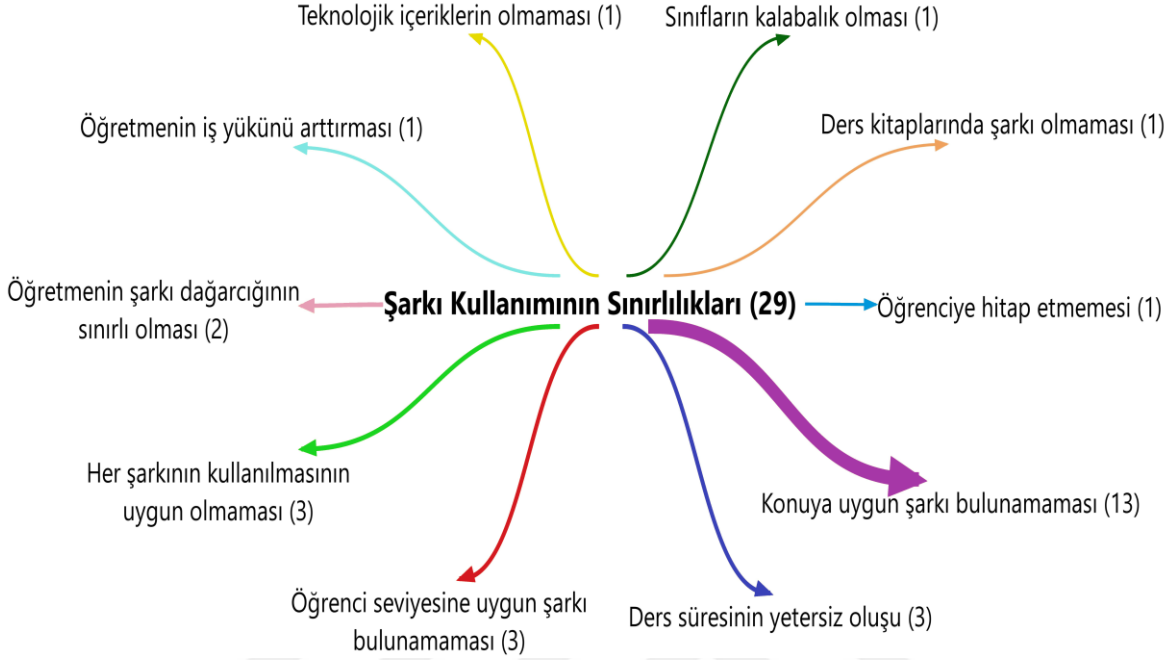 Teknolojik içeriklerin olmaması (1)
Sınıfların kalabalık olması (1)
Öğretmenin iş yükünü arttırması (1)
Ders kitaplarında şarkı olmaması (1)
Öğretmenin şarkı dağarcığının
sınırlı olması (2)
Şarkı Kullanımının Sınırlılıkları (29)
Öğrenciye hitap etmemesi (1)
Her şarkının kullanılmasının
uygun olmaması (3)
Konuya uygun şarkı bulunamaması (13)
Öğrenci seviyesine uygun şarkı
bulunamaması (3)
Ders süresinin yetersiz oluşu (3)